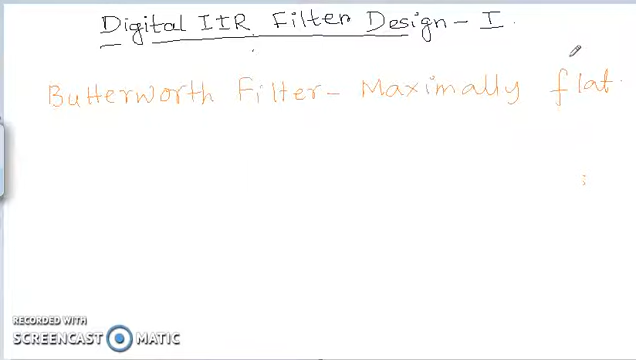 Digital IIR Filter Design - I.
Butterworth Filter - Maximally flat.
RECORDED WITH
SCREENCAST MATIC